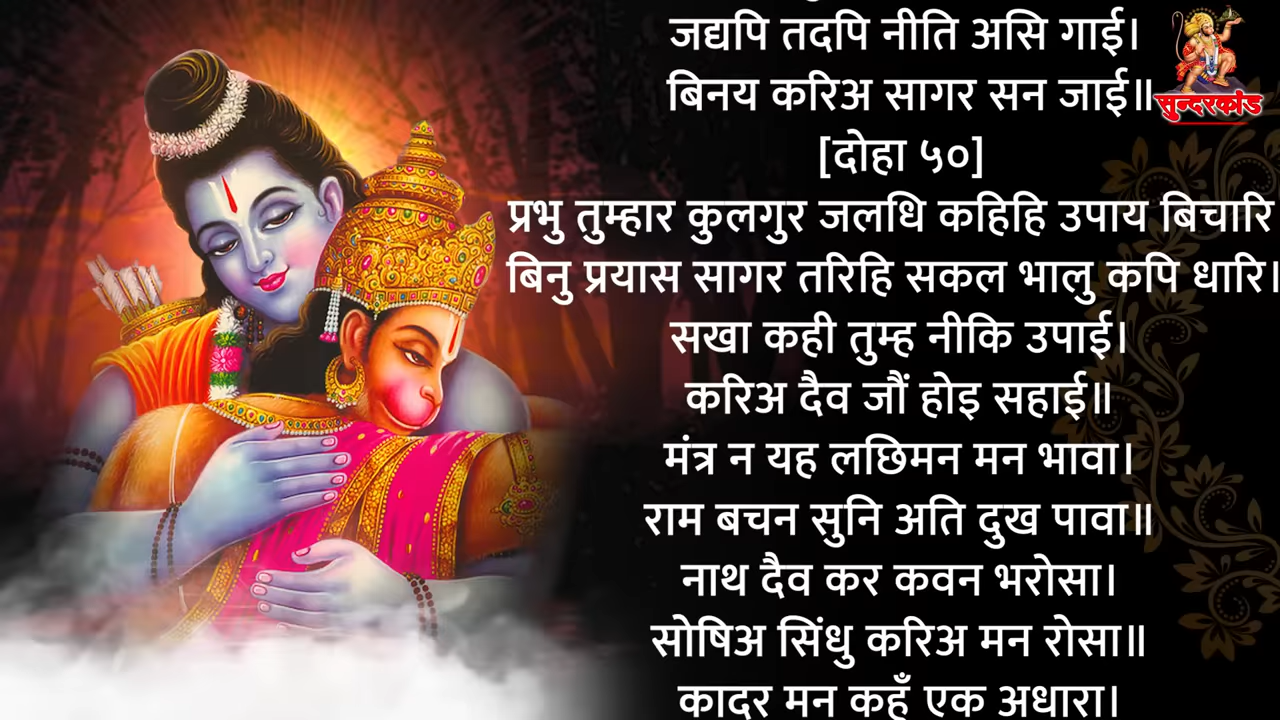 जद्यपि तदपि नीति असि गाई।
बिनय करिअ सागर सन जाई॥
सुन्दरकांड
[दोहा ५०]
प्रभु तुम्हार कुलगुर जलधि कहिहि उपाय बिचारि
बिनु प्रयास सागर तरिहि सकल भालु कपि धारि।
सखा कही तुम्ह नीकि उपाई।
करिअ दैव जौं होइ सहाई॥
मंत्र न यह लछिमन मन भावा।
राम बचन सुनि अति दुख पावा॥
नाथ दैव कर कवन भरोसा।
सोषिअ सिंधु करिअ मन रोसा॥
कादर मन कहुँ एक अधारा।